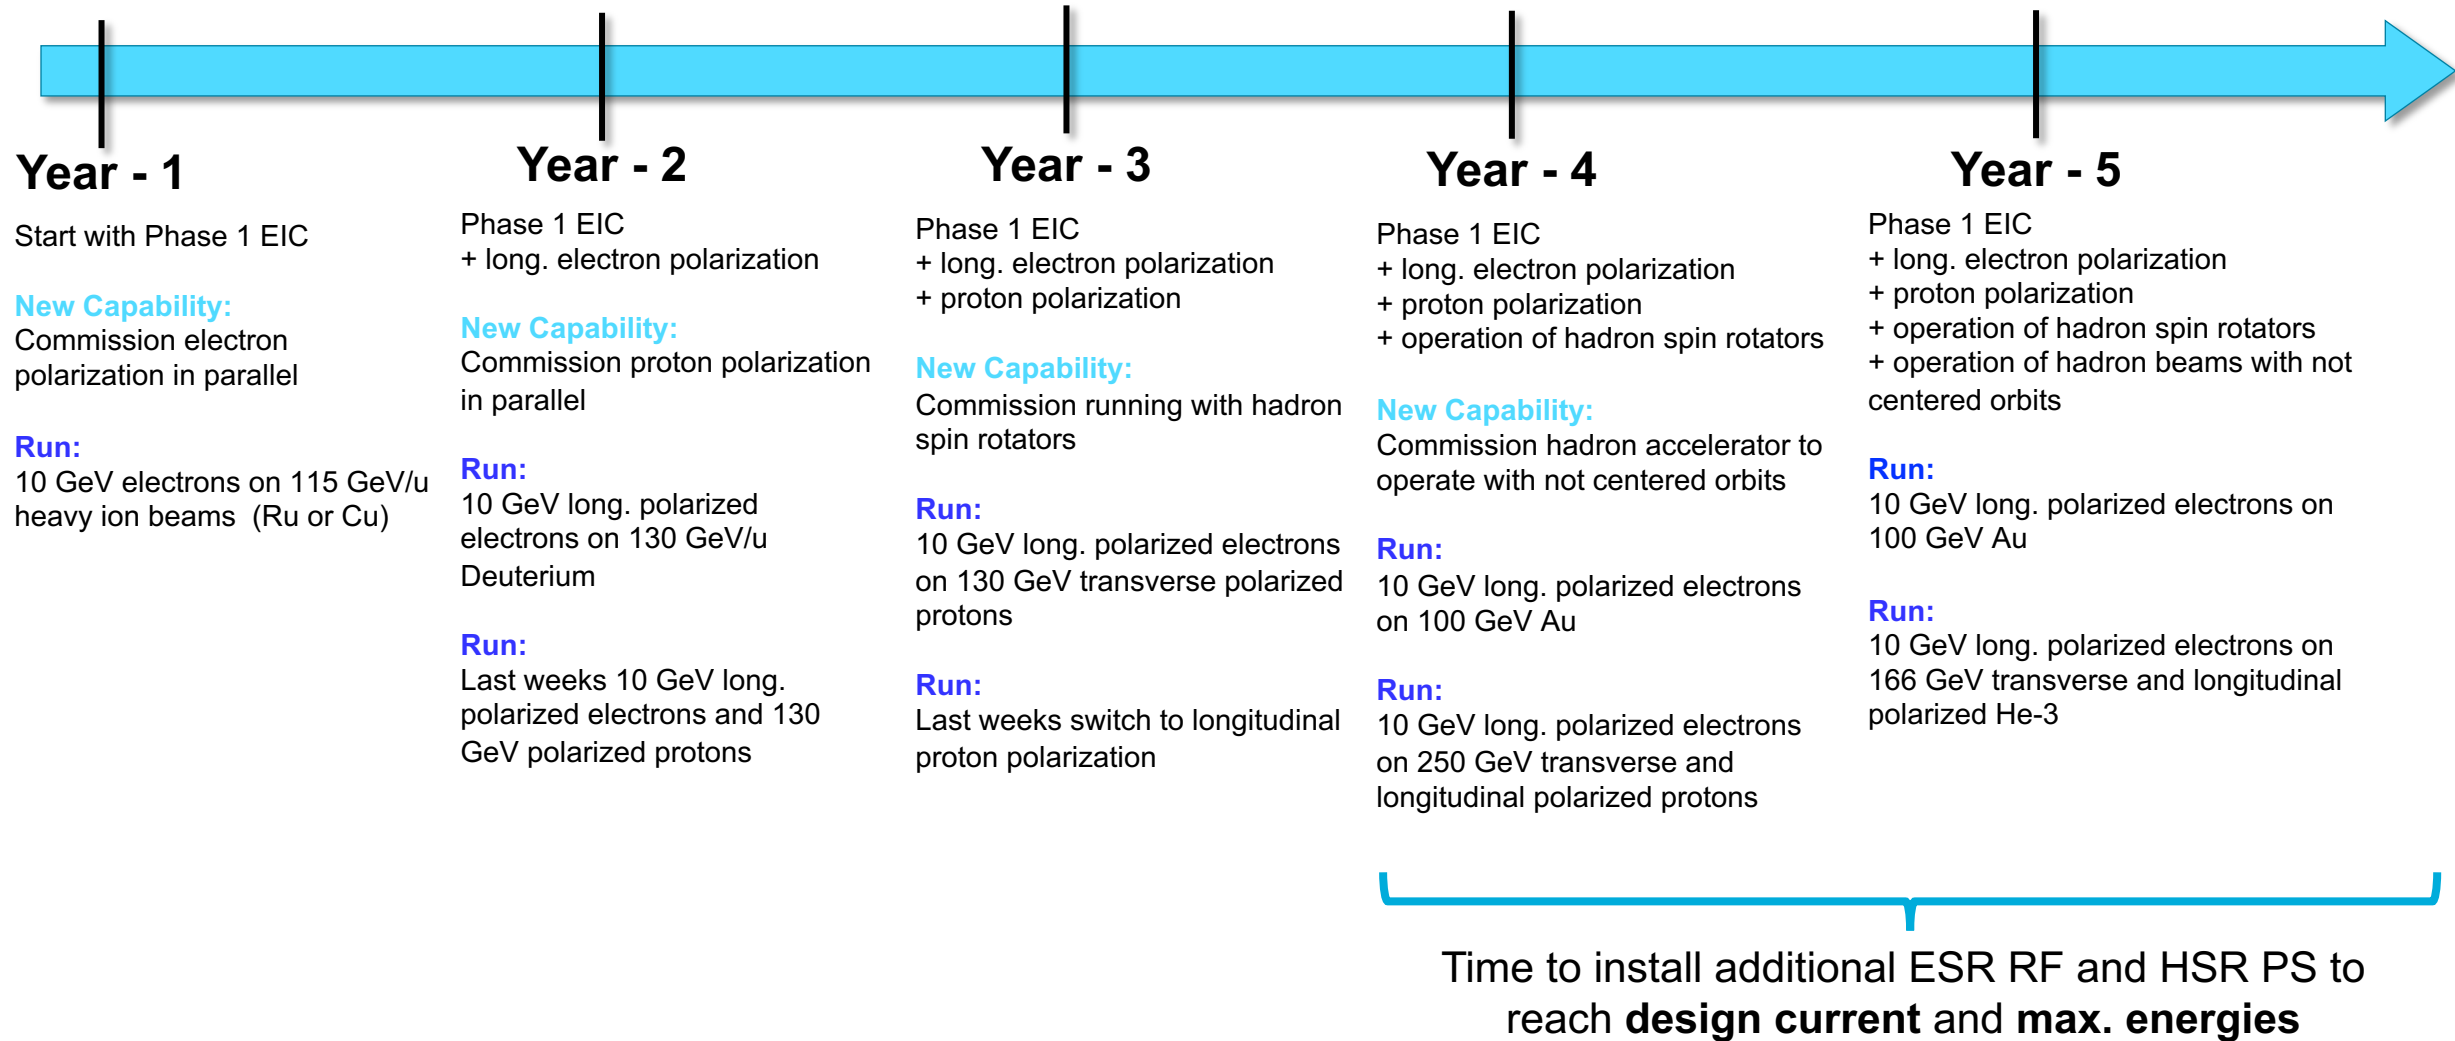 Year - 1
Start with Phase 1 EIC
New Capability:
Commission electron
polarization in parallel
Run:
10 GeV electrons on 115 GeV/u
heavy ion beams (Ru or Cu)
Year - 2
Phase 1 EIC
+ long. electron polarization
New Capability:
Commission proton polarization
in parallel
Run:
10 GeV long. polarized
electrons on 130 GeV/u
Deuterium
Run:
Last weeks 10 GeV long.
polarized electrons and 130
GeV polarized protons
Year - 3
Phase 1 EIC
+ long. electron polarization
+ proton polarization
New Capability:
Commission running with hadron
spin rotators
Run:
10 GeV long. polarized electrons
on 130 GeV transverse polarized
protons
Run:
Last weeks switch to longitudinal
proton polarization
Year - 4
Phase 1 EIC
+ long. electron polarization
+ proton polarization
+ operation of hadron spin rotators
New Capability:
Commission hadron accelerator to
operate with not centered orbits
Run:
10 GeV long. polarized electrons
on 100 GeV Au
Run:
10 GeV long. polarized electrons
on 250 GeV transverse and
longitudinal polarized protons
Year - 5
Phase 1 EIC
+ long. electron polarization
+ proton polarization
+ operation of hadron spin rotators
+ operation of hadron beams with not
centered orbits
Run:
10 GeV long. polarized electrons on
100 GeV Au
Run:
10 GeV long. polarized electrons on
166 GeV transverse and longitudinal
polarized He-3
Time to install additional ESR RF and HSR PS to
reach design current and max. energies